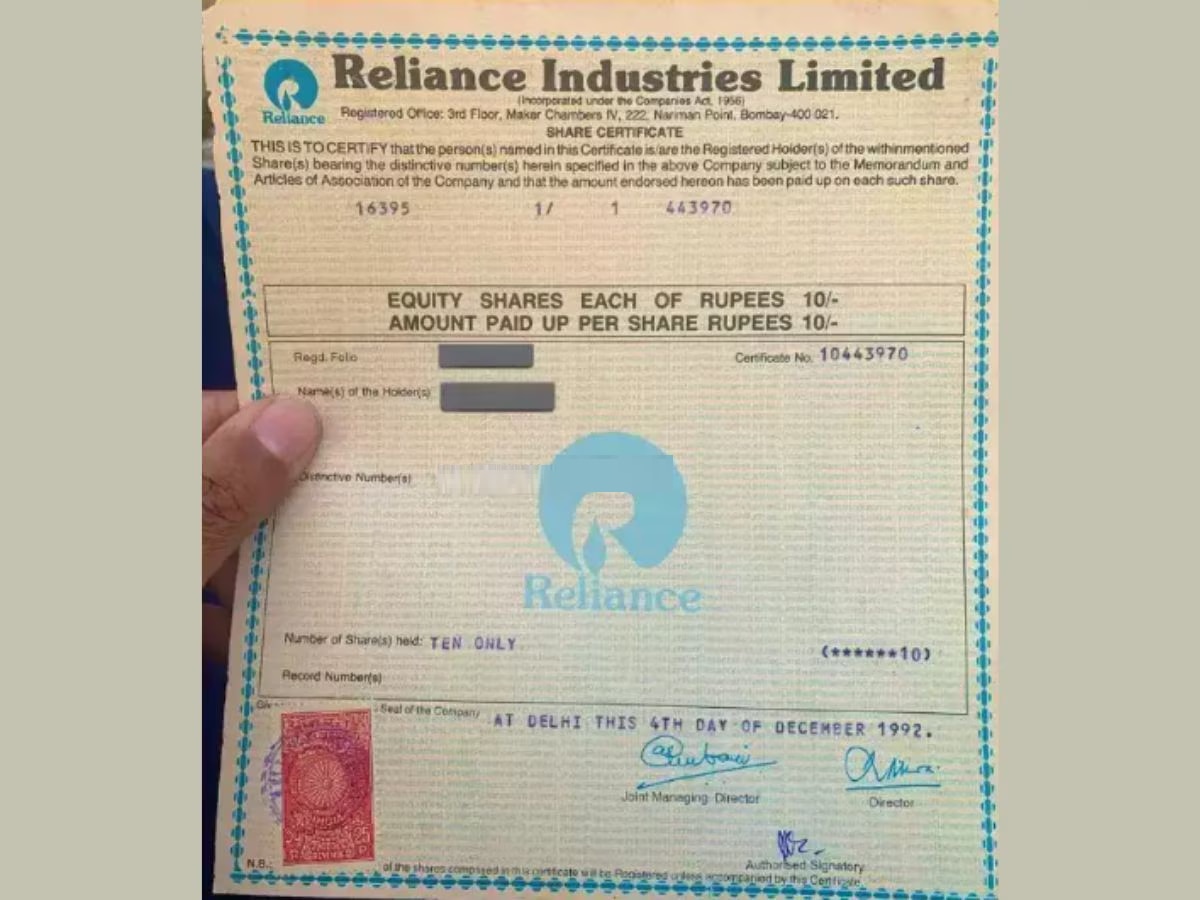 Reliance Industries Limited
(Incorporated under the Companies Act, 1956)
Reliance
Registered Office: 3rd Floor, Maker Chambers IV, 222, Nariman Point, Bombay-400 021.
SHARE CERTIFICATE
THIS IS TO CERTIFY that the person(s) named in this Certificate is/are the Registered Holder(s) of the withinmentioned
Share(s) bearing the distinctive number(s) herein specified in the above Company subject to the Memorandum and
Articles of Association of the Company and that the amount endorsed hereon has been paid up on each such share.
16395 1/ 1 443970
EQUITY SHARES EACH OF RUPEES 10/-
AMOUNT PAID UP PER SHARE RUPEES 10/-
Regd. Folio
Certificate No. 10443970
Name(s) of the Holder(s)
Distinctive Number(s)
Reliance
Number of Share(s) held: TEN ONLY (******10)
Record Number(s)
Seal of the Company AT DELHI THIS 4TH DAY OF DECEMBER 1992.
Joint Managing Director
Director
Authorised Signatory
N.B.: of the shares comprised in this certificate will be Registered unless accompanied by this Certificate